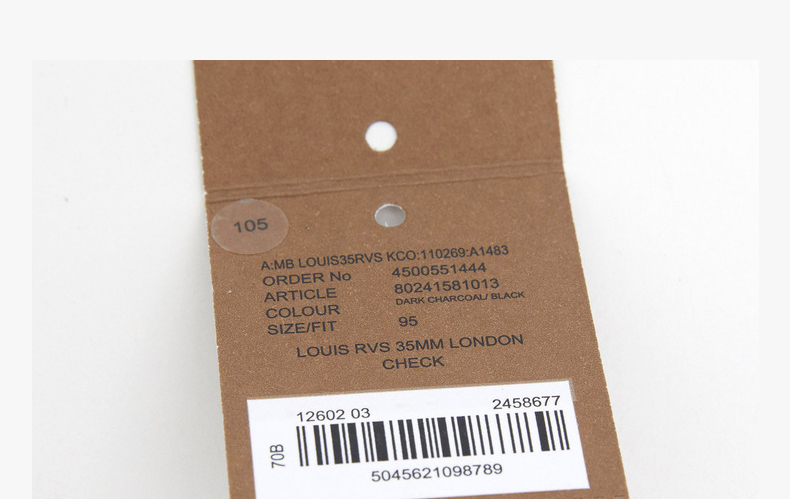 105
A:MB LOUIS35RVS KCO:110269:A1483
ORDER No 4500551444
ARTICLE 80241581013
COLOUR DARK CHARCOAL/ BLACK
SIZE/FIT 95
LOUIS RVS 35MM LONDON
CHECK
12602 03 2458677
70B
5045621098789